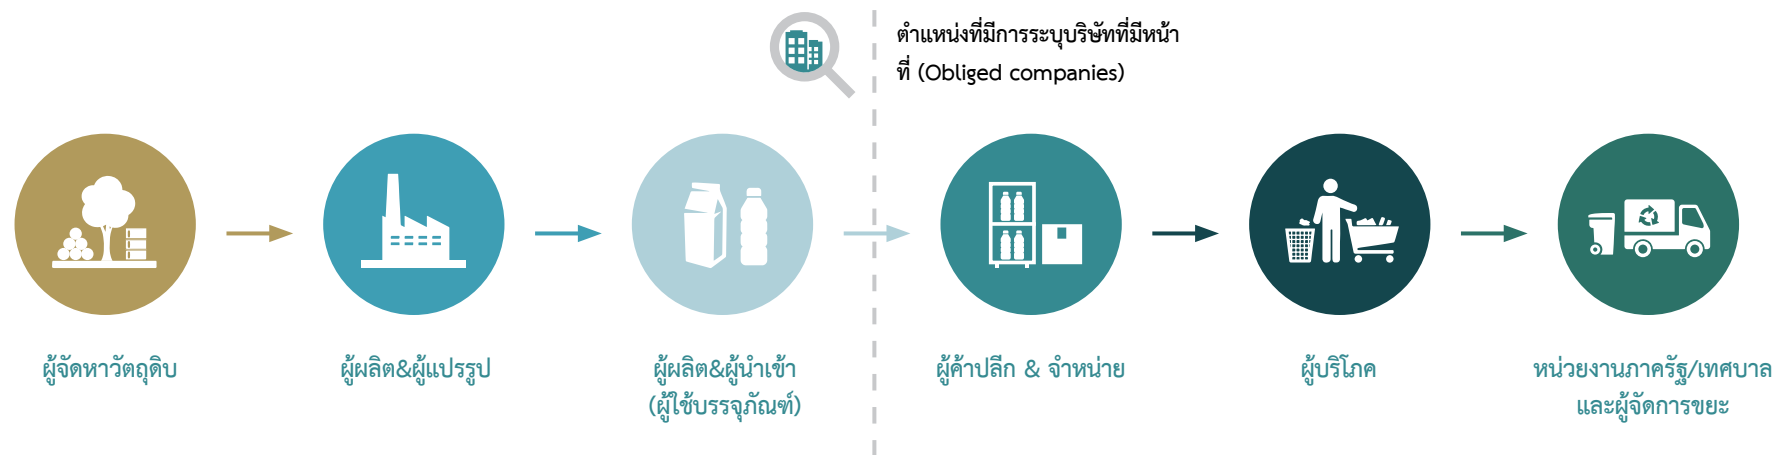 ตำแหน่งที่มีการระบุบริษัทที่มีหน้า
ที่ (Obliged companies)
ผู้จัดหาวัตถุดิบ
ผู้ผลิต&ผู้แปรรูป
ผู้ผลิต&ผู้นำเข้า
(ผู้ใช้บรรจุภัณฑ์)
ผู้ค้าปลีก & จำหน่าย
ผู้บริโภค
หน่วยงานภาครัฐ/เทศบาล
และผู้จัดการขยะ